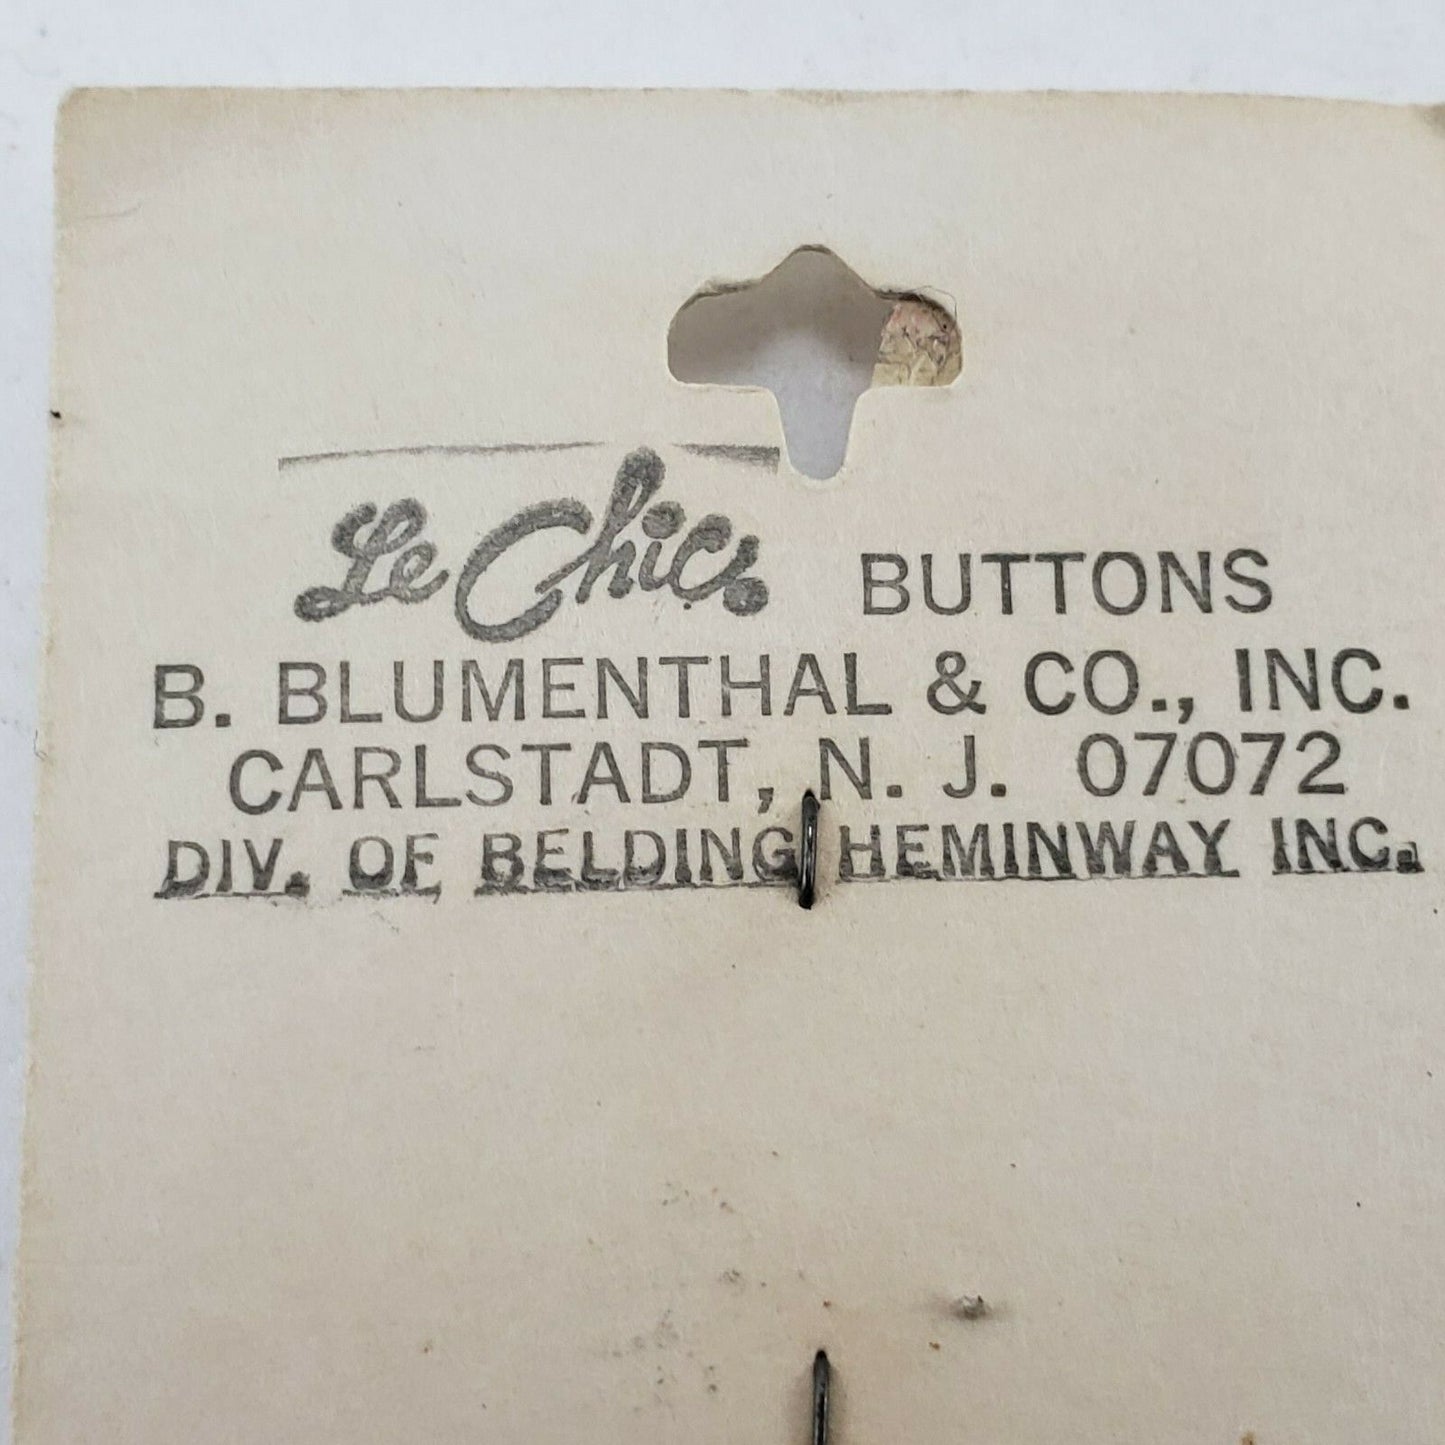 Le Chic. BUTTONS
B. BLUMENTHAL & CO., INC.
CARLSTADT, N. J. 07072
DIV. OF BELDING HEMINWAY INC.